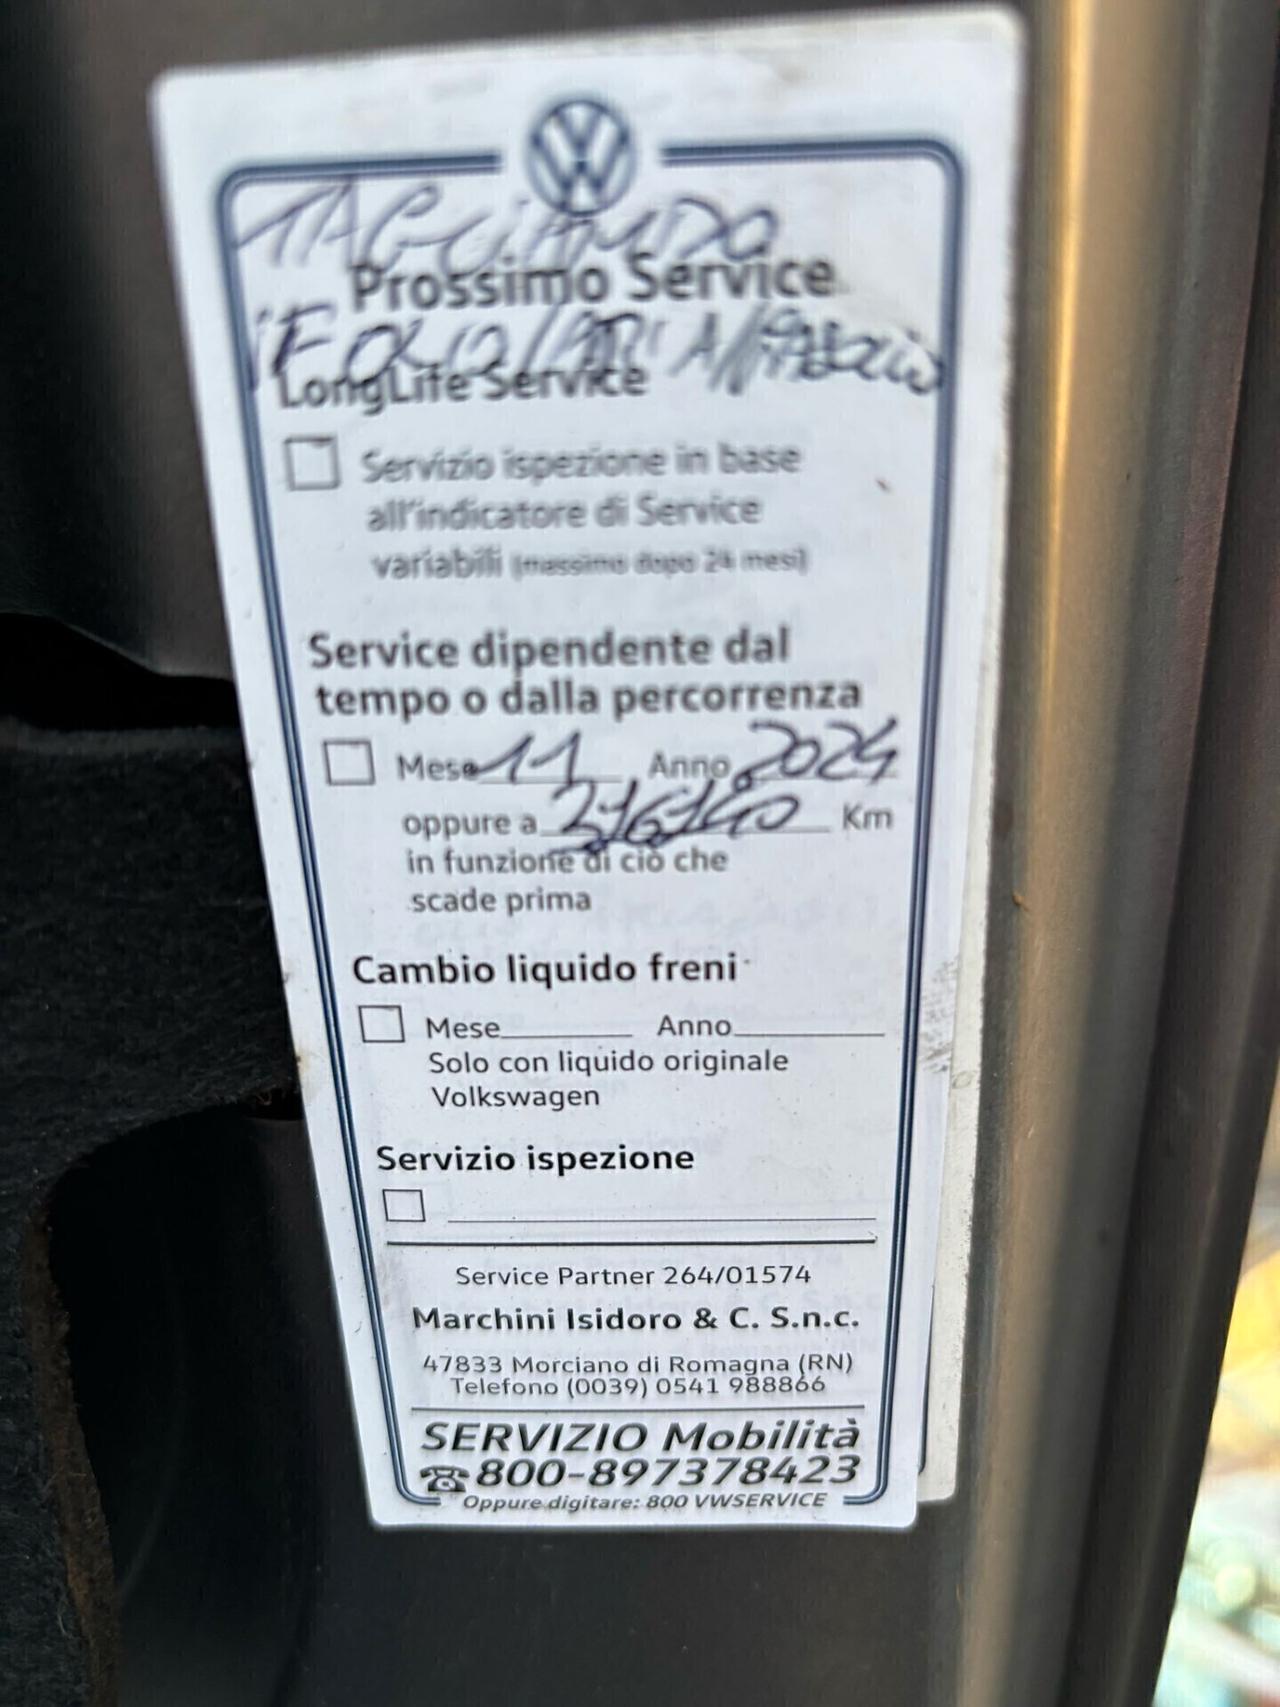 TAGLIANDO
Prossimo Service
LongLife Service
Servizio ispezione in base
all'indicatore di Service
variabili (massimo dopo 24 mesi)
Service dipendente dal
tempo o dalla percorrenza
Mese 11 Anno 2024
oppure a Km
in funzione di ciò che
scade prima
Cambio liquido freni
Mese Anno
Solo con liquido originale
Volkswagen
Servizio ispezione
Service Partner 264/01574
Marchini Isidoro & C. S.n.c.
47833 Morciano di Romagna (RN)
Telefono (0039) 0541 988866
SERVIZIO Mobilità
800-897378423
Oppure digitare: 800 VWSERVICE